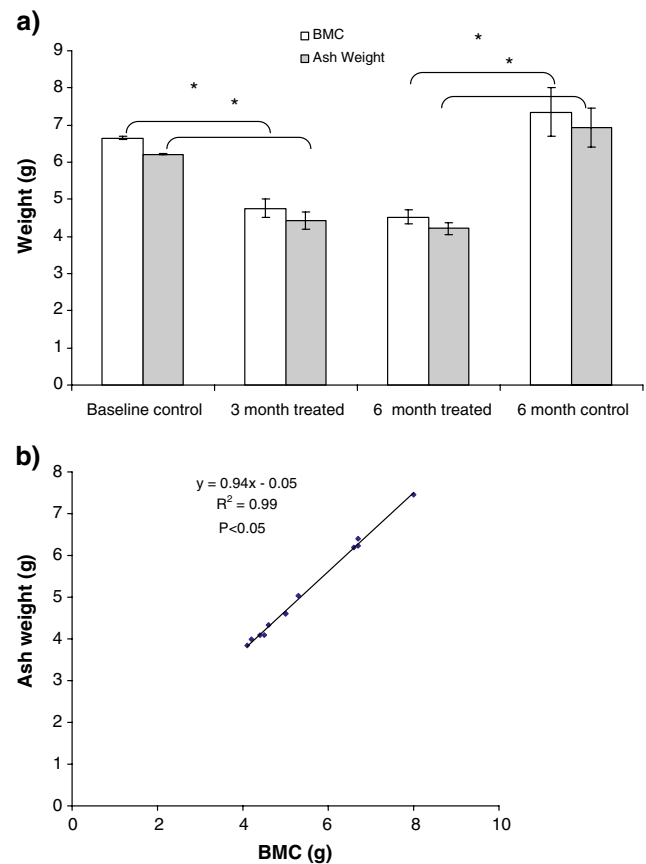 a)
BMC
Ash Weight
* *
* *
Weight (g)
9
8
7
6
5
4
3
2
1
0
Baseline control 3 month treated 6 month treated 6 month control
b)
y = 0.94x - 0.05
R² = 0.99
P<0.05
Ash weight (g)
8
7
6
5
4
3
2
1
0
0 2 4 6 8 10
BMC (g)